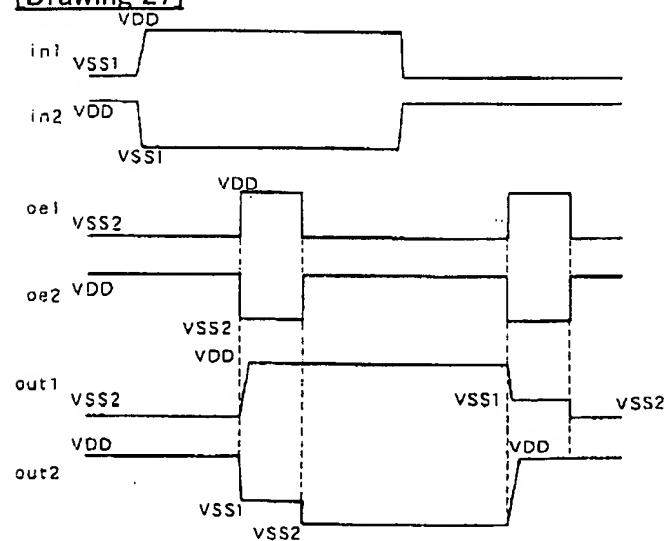 [Drawing 27]
VDD
in1 VSS1
in2 VDD
VSS1
VDD
oe1 VSS2
oe2 VDD
VSS2
VDD
out1 VSS2 VSS1 VSS2
VDD VDD
out2
VSS1
VSS2